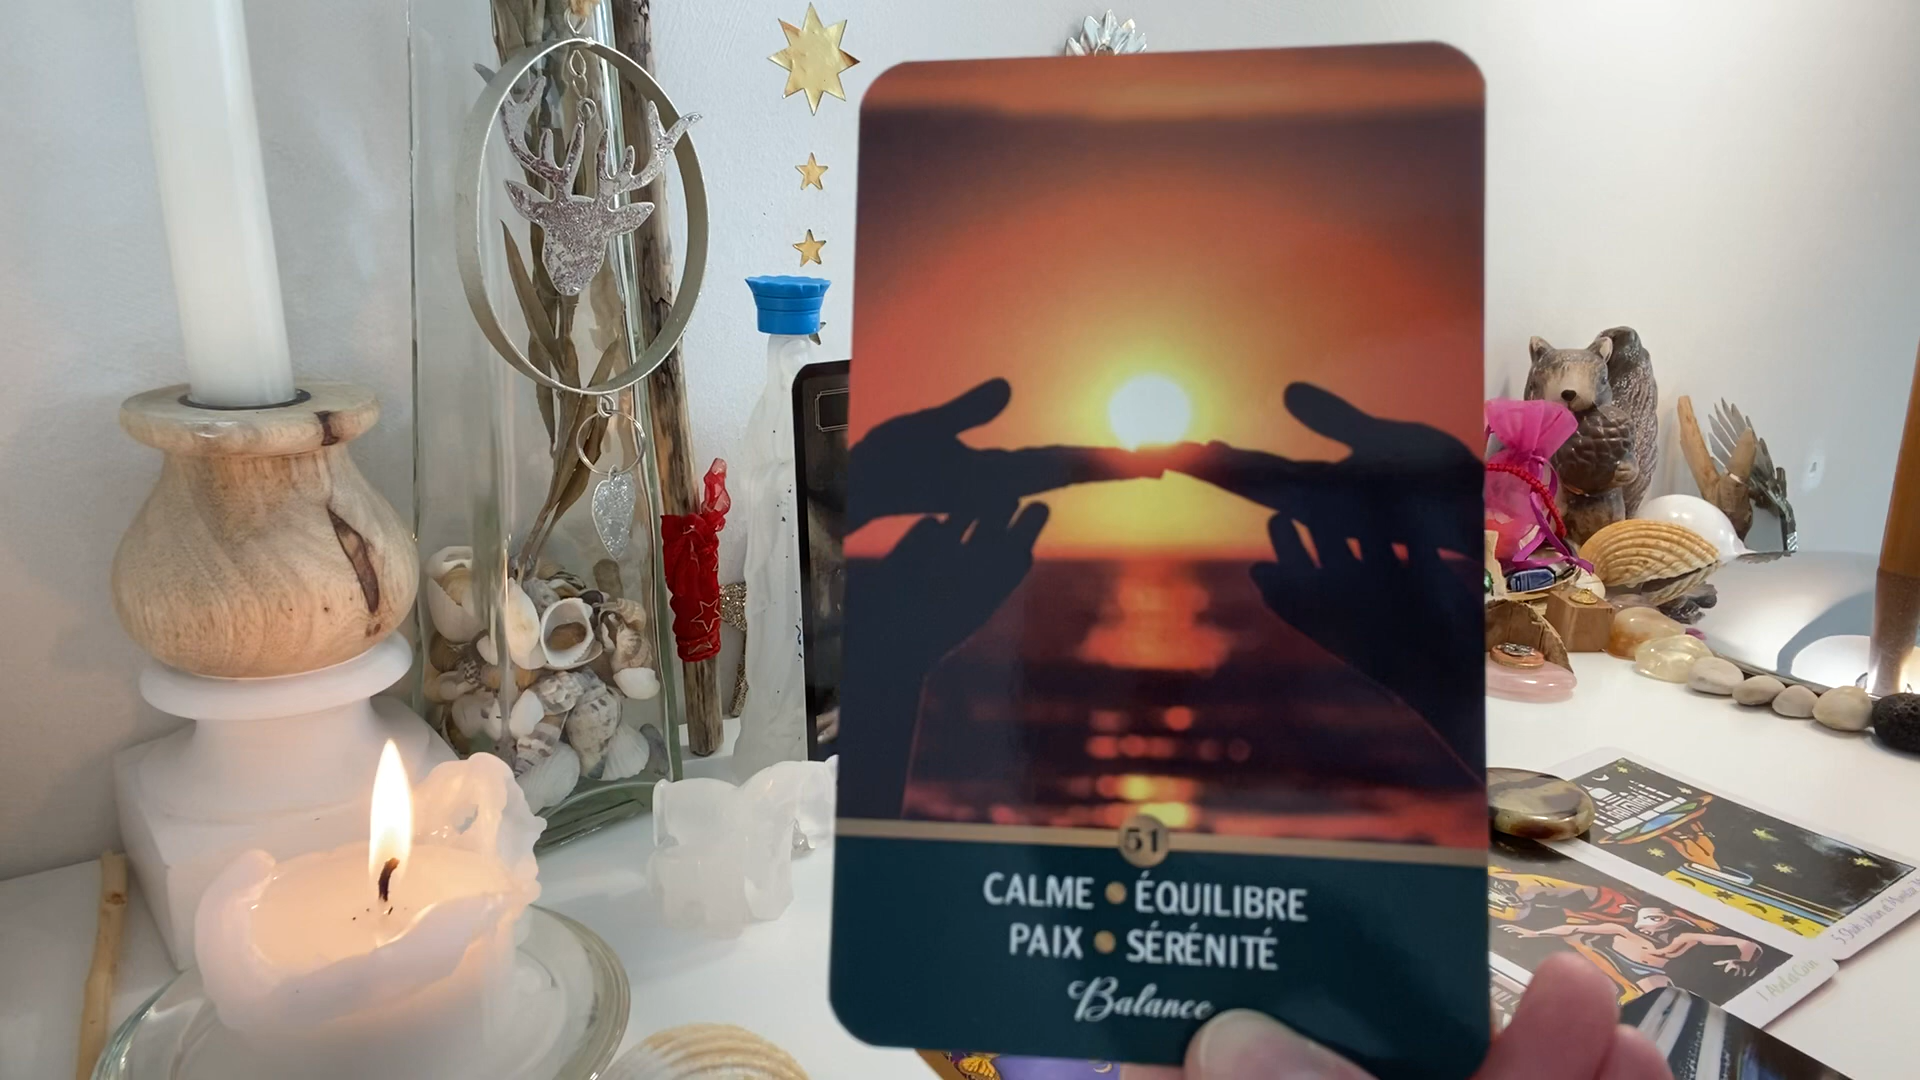 51
CALME • ÉQUILIBRE
PAIX • SÉRÉNITÉ
Balance